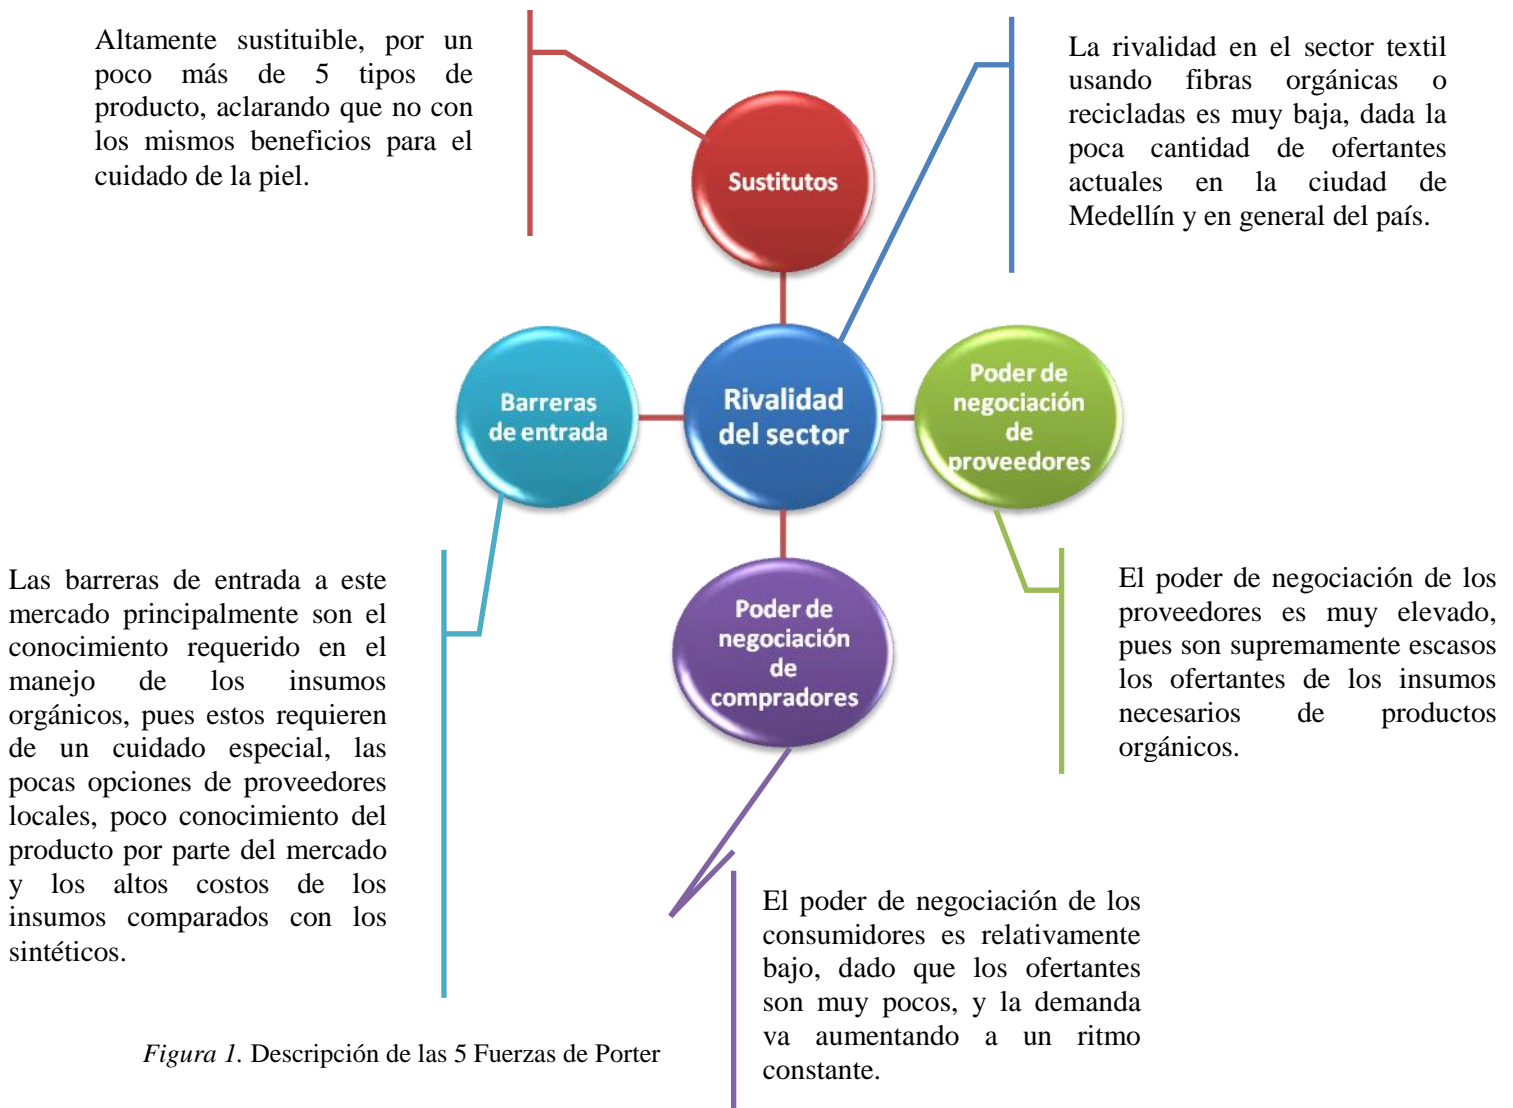 Altamente sustituible, por un
poco más de 5 tipos de
producto, aclarando que no con
los mismos beneficios para el
cuidado de la piel.
La rivalidad en el sector textil
usando fibras orgánicas o
recicladas es muy baja, dada la
poca cantidad de ofertantes
actuales en la ciudad de
Medellín y en general del país.
Sustitutos
Barreras
de entrada
Rivalidad
del sector
Poder de
negociación
de
proveedores
Poder de
negociación
de
compradores
Las barreras de entrada a este
mercado principalmente son el
conocimiento requerido en el
manejo de los insumos
orgánicos, pues estos requieren
de un cuidado especial, las
pocas opciones de proveedores
locales, poco conocimiento del
producto por parte del mercado
y los altos costos de los
insumos comparados con los
sintéticos.
El poder de negociación de los
proveedores es muy elevado,
pues son supremamente escasos
los ofertantes de los insumos
necesarios de productos
orgánicos.
El poder de negociación de los
consumidores es relativamente
bajo, dado que los ofertantes
son muy pocos, y la demanda
va aumentando a un ritmo
constante.
Figura 1. Descripción de las 5 Fuerzas de Porter